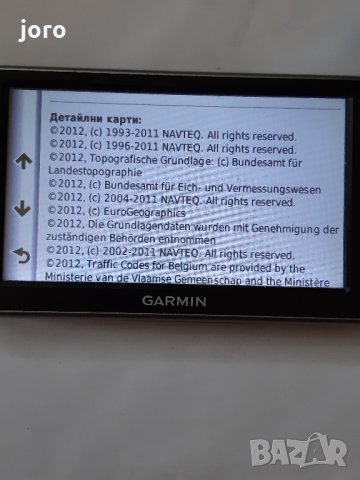 joro
Детайлни карти:
©2012, (c) 1993-2011 NAVTEQ. All rights reserved.
©2012, (c) 1996-2011 NAVTEQ. All rights reserved.
©2012, Topografische Grundlage: (c) Bundesamt für
Landestopographie
©2012, (c) Bundesamt für Eich- und Vermessungswesen
©2012, (c) 2004-2011 NAVTEQ. All rights reserved.
©2012, (c) EuroGeographics
©2012, Die Grundlagendaten wurden mit Genehmigung der
zuständigen Behörden entnommen
©2012, (c) 2002-2011 NAVTEQ. All rights reserved.
©2012, Traffic Codes for Belgium are provided by the
Ministerie van de Vlaamse Gemeenschap and the Ministère
GARMIN
BAZAR